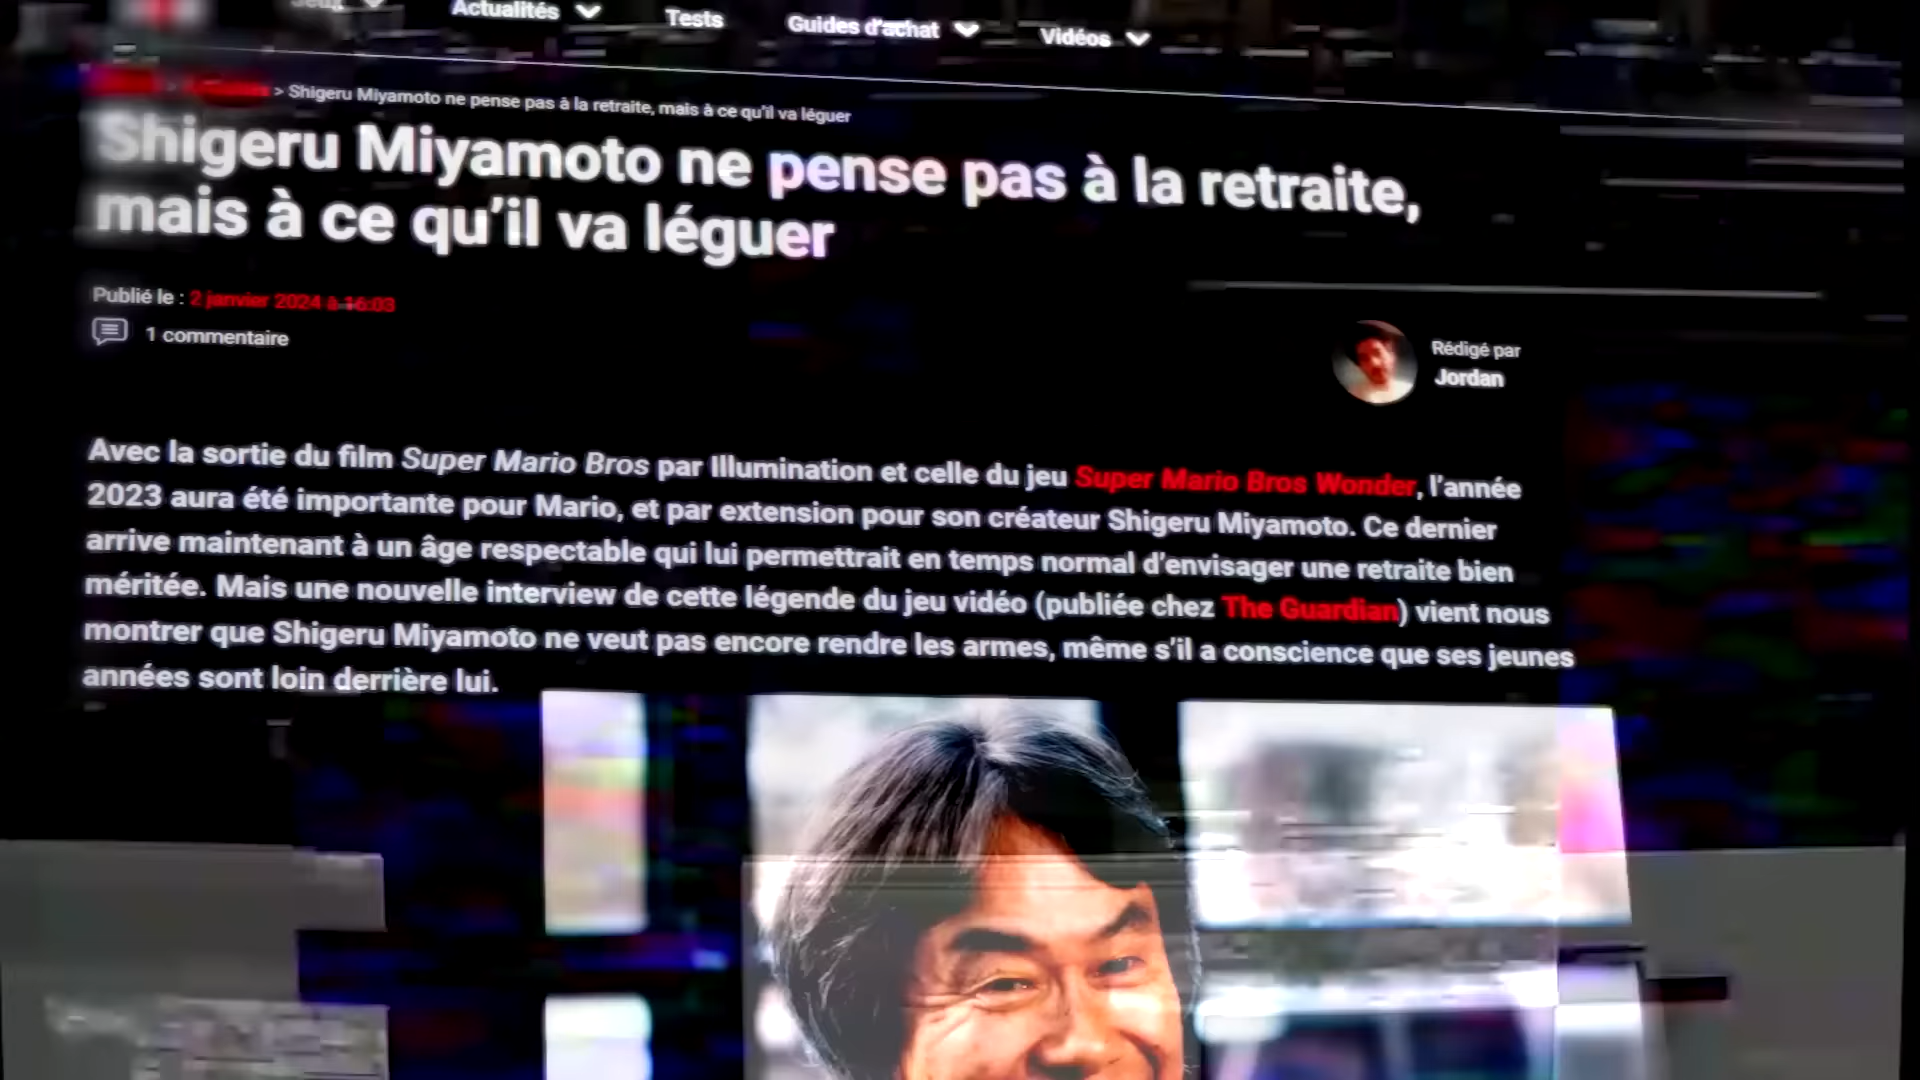 Actualités
Tests
Guides d'achat
Vidéos
> Shigeru Miyamoto ne pense pas à la retraite, mais à ce qu'il va léguer
Shigeru Miyamoto ne pense pas à la retraite,
mais à ce qu'il va léguer
Publié le : 2 janvier 2024 à 16:03
1 commentaire
Rédigé par
Jordan
Avec la sortie du film Super Mario Bros par Illumination et celle du jeu Super Mario Bros Wonder, l'année
2023 aura été importante pour Mario, et par extension pour son créateur Shigeru Miyamoto. Ce dernier
arrive maintenant à un âge respectable qui lui permettrait en temps normal d'envisager une retraite bien
méritée. Mais une nouvelle interview de cette légende du jeu vidéo (publiée chez The Guardian) vient nous
montrer que Shigeru Miyamoto ne veut pas encore rendre les armes, même s'il a conscience que ses jeunes
années sont loin derrière lui.